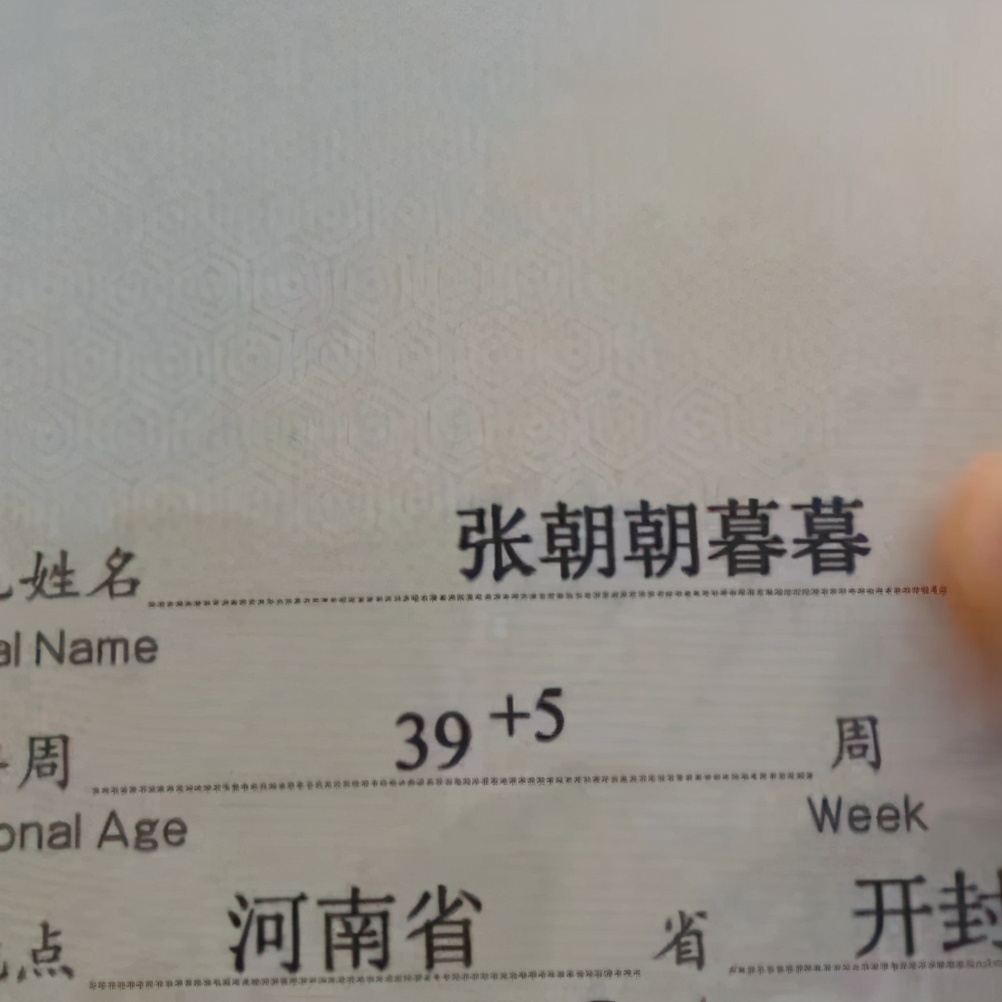 姓名 张朝朝暮暮
al Name
周 39 +5 周
onal Age Week
点 河南省 省 开封